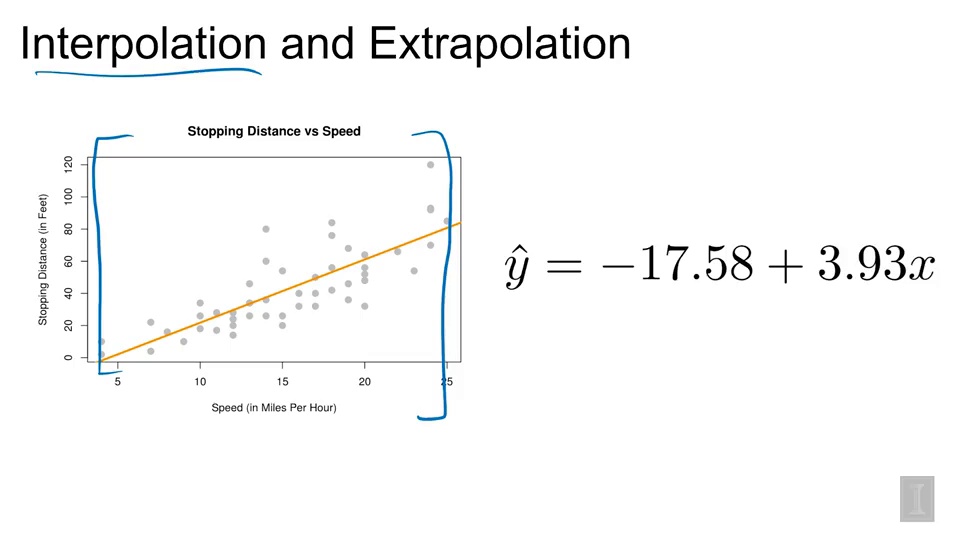 Interpolation and Extrapolation
Stopping Distance vs Speed
Stopping Distance (in Feet)
120
100
80
60
40
20
0
5 10 15 20 25
Speed (in Miles Per Hour)
ŷ = −17.58 + 3.93x
I